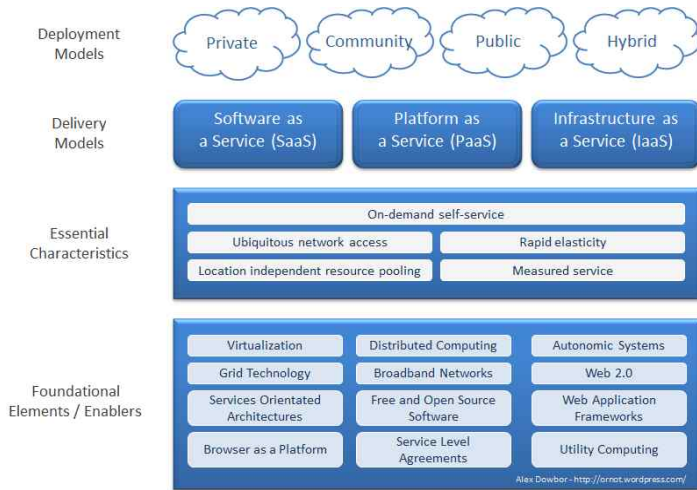 Deployment
Models
Private
Community
Public
Hybrid
Delivery
Models
Software as
a Service (SaaS)
Platform as
a Service (PaaS)
Infrastructure as
a Service (IaaS)
Essential
Characteristics
On-demand self-service
Ubiquitous network access
Rapid elasticity
Location independent resource pooling
Measured service
Foundational
Elements / Enablers
Virtualization
Distributed Computing
Autonomic Systems
Grid Technology
Broadband Networks
Web 2.0
Services Orientated
Architectures
Free and Open Source
Software
Web Application
Frameworks
Browser as a Platform
Service Level
Agreements
Utility Computing
Alex Dowbor - http://ornot.wordpress.com/